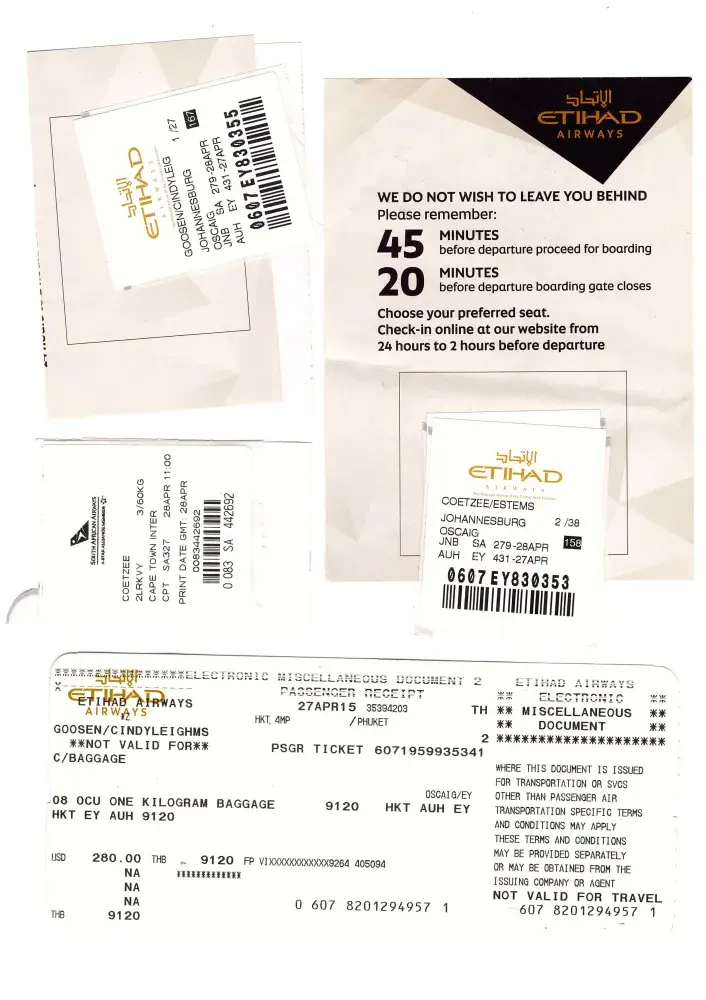 الإتحاد
ETIHAD
AIRWAYS
GOOSEN/CINDYLEIG 1 /27
JOHANNESBURG 167
OSCAIG
JNB SA 279-28APR
AUH EY 431-27APR
0607EY830355
الإتحاد
ETIHAD
AIRWAYS
WE DO NOT WISH TO LEAVE YOU BEHIND
Please remember:
45 MINUTES
before departure proceed for boarding
20 MINUTES
before departure boarding gate closes
Choose your preferred seat.
Check-in online at our website from
24 hours to 2 hours before departure
SOUTH AFRICAN AIRWAYS
A STAR ALLIANCE MEMBER
COETZEE
2LRKVY 3/60KG
CAPE TOWN INTER
CPT SA327 28APR 11:00
PRINT DATE GMT: 28APR
0083442692
0 083 SA 442692
الإتحاد
ETIHAD
AIRWAYS
COETZEE/ESTEMS
JOHANNESBURG 2 /38
OSCAIG
JNB SA 279-28APR 158
AUH EY 431-27APR
0607EY830353
الإتحاد
ETIHAD
AIRWAYS
ELECTRONIC MISCELLANEOUS DOCUMENT 2
PASSENGER RECEIPT
ETIHAD AIRWAYS
27APR15 35394203
HKT, 4MP /PHUKET
TH
GOOSEN/CINDYLEIGHMS
**NOT VALID FOR**
C/BAGGAGE
2
PSGR TICKET 6071959935341
OSCAIG/EY
08 OCU ONE KILOGRAM BAGGAGE 9120 HKT AUH EY
HKT EY AUH 9120
USD 280.00 THB 9120 FP VIXXXXXXXXXXXX9264 405094
NA
NA
NA
THB 9120
0 607 8201294957 1
ETIHAD AIRWAYS
** ELECTRONIC **
** MISCELLANEOUS **
** DOCUMENT **
********************
WHERE THIS DOCUMENT IS ISSUED
FOR TRANSPORTATION OR SVCS
OTHER THAN PASSENGER AIR
TRANSPORTATION SPECIFIC TERMS
AND CONDITIONS MAY APPLY
THESE TERMS AND CONDITIONS
MAY BE PROVIDED SEPARATELY
OR MAY BE OBTAINED FROM THE
ISSUING COMPANY OR AGENT
NOT VALID FOR TRAVEL
607 8201294957 1